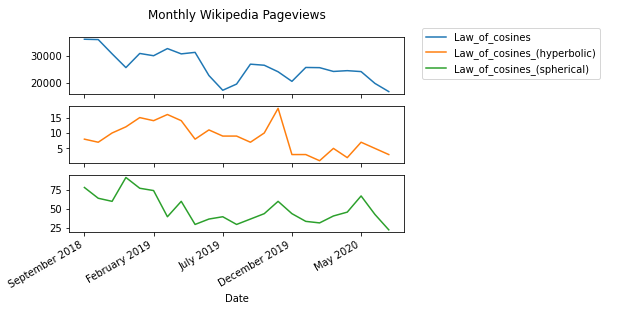 Monthly Wikipedia Pageviews
Law_of_cosines
Law_of_cosines_(hyperbolic)
Law_of_cosines_(spherical)
30000
20000
15
10
5
75
50
25
September 2018
February 2019
July 2019
December 2019
May 2020
Date